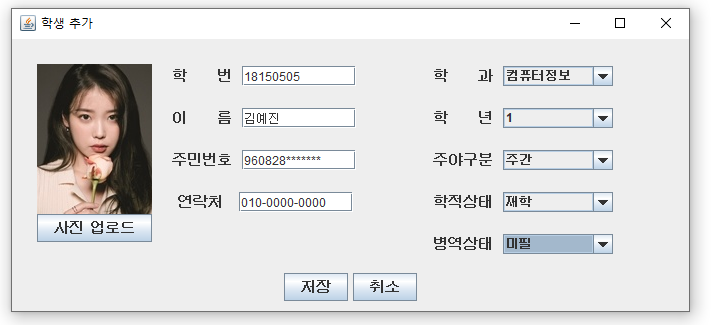 학생 추가
학 번 18150505 학 과 컴퓨터정보
이 름 김예진 학 년 1
주민번호 960828******* 주야구분 주간
연락처 010-0000-0000 학적상태 재학
사진 업로드
병역상태 미필
저장 취소